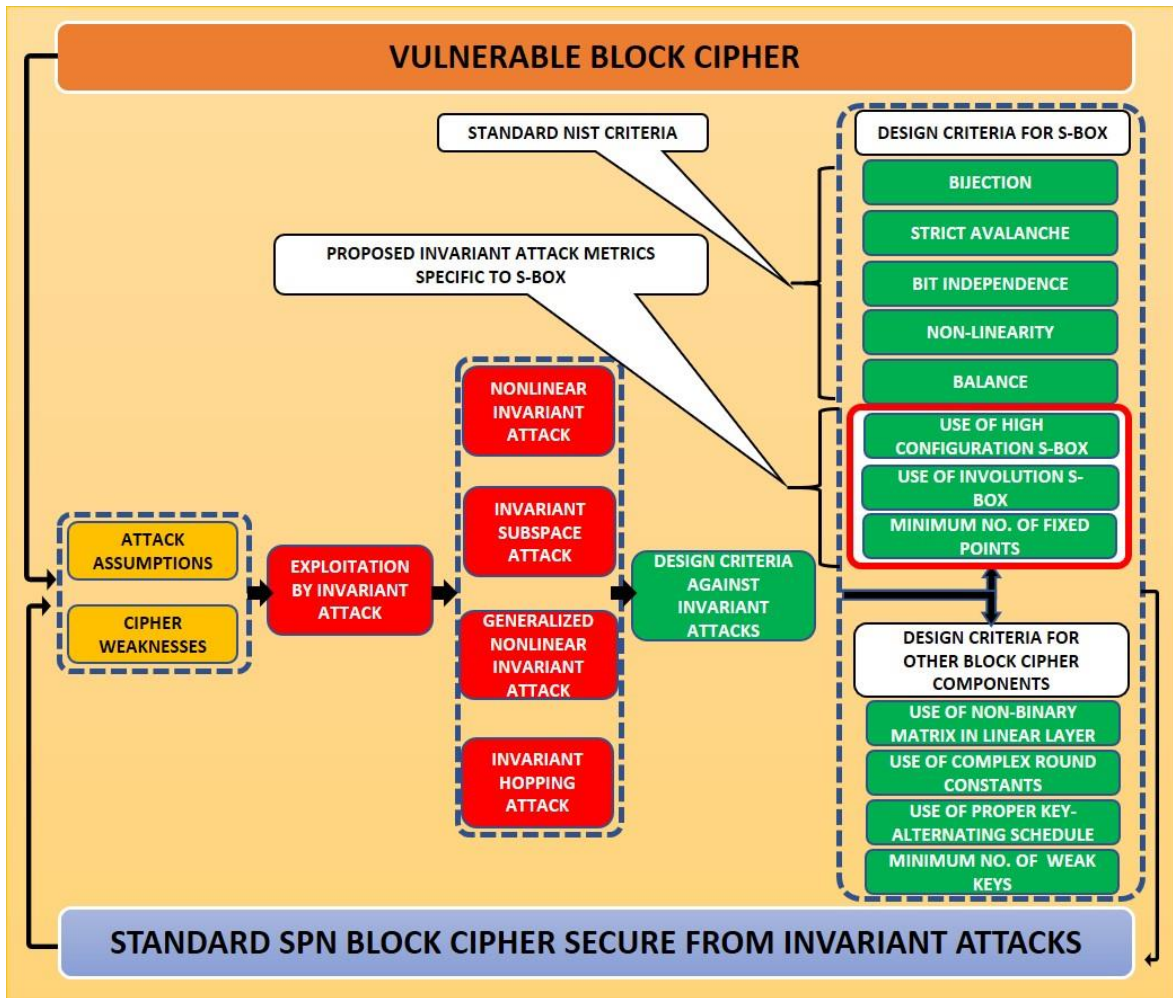 VULNERABLE BLOCK CIPHER
STANDARD NIST CRITERIA
PROPOSED INVARIANT ATTACK METRICS
SPECIFIC TO S-BOX
ATTACK
ASSUMPTIONS
CIPHER
WEAKNESSES
EXPLOITATION
BY INVARIANT
ATTACK
NONLINEAR
INVARIANT
ATTACK
INVARIANT
SUBSPACE
ATTACK
GENERALIZED
NONLINEAR
INVARIANT
ATTACK
INVARIANT
HOPPING
ATTACK
DESIGN CRITERIA
AGAINST
INVARIANT
ATTACKS
DESIGN CRITERIA FOR S-BOX
BIJECTION
STRICT AVALANCHE
BIT INDEPENDENCE
NON-LINEARITY
BALANCE
USE OF HIGH
CONFIGURATION S-BOX
USE OF INVOLUTION S-
BOX
MINIMUM NO. OF FIXED
POINTS
DESIGN CRITERIA FOR
OTHER BLOCK CIPHER
COMPONENTS
USE OF NON-BINARY
MATRIX IN LINEAR LAYER
USE OF COMPLEX ROUND
CONSTANTS
USE OF PROPER KEY-
ALTERNATING SCHEDULE
MINIMUM NO. OF WEAK
KEYS
STANDARD SPN BLOCK CIPHER SECURE FROM INVARIANT ATTACKS